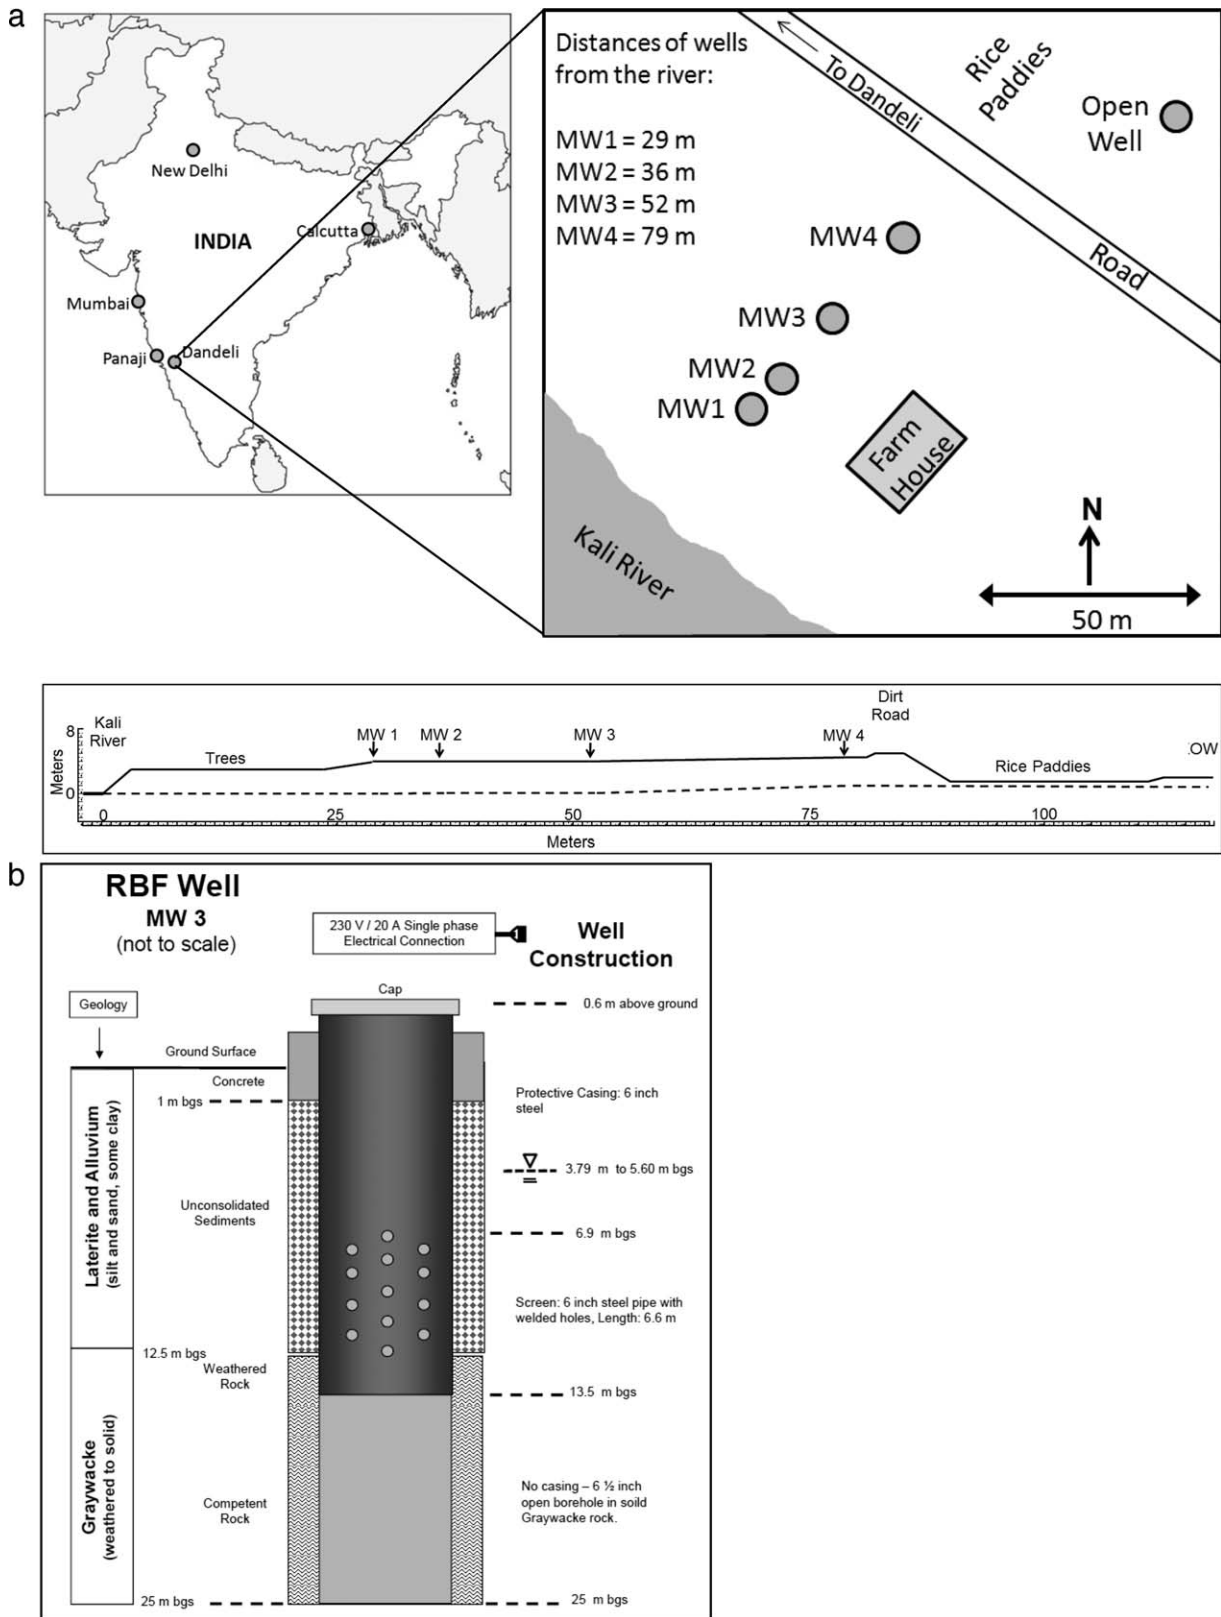 a
New Delhi
INDIA
Calcutta
Mumbai
Panaji
Dandeli
Distances of wells
from the river:
MW1 = 29 m
MW2 = 36 m
MW3 = 52 m
MW4 = 79 m
To Dandeli
Road
Rice
Paddies
Open
Well
MW4
MW3
MW2
MW1
Farm
House
Kali River
N
50 m
Meters
8
0
Kali
River
Trees
MW 1
MW 2
MW 3
MW 4
Dirt
Road
Rice Paddies
OW
0
25
50
75
100
Meters
b
RBF Well
MW 3
(not to scale)
230 V / 20 A Single phase
Electrical Connection
Well
Construction
Cap
0.6 m above ground
Geology
Ground Surface
Concrete
1 m bgs
Protective Casing: 6 inch
steel
3.79 m to 5.60 m bgs
Laterite and Alluvium
(silt and sand, some clay)
Unconsolidated
Sediments
6.9 m bgs
Screen: 6 inch steel pipe with
welded holes, Length: 6.6 m
12.5 m bgs
Weathered
Rock
13.5 m bgs
Graywacke
(weathered to solid)
Competent
Rock
No casing – 6 ½ inch
open borehole in soild
Graywacke rock.
25 m bgs
25 m bgs